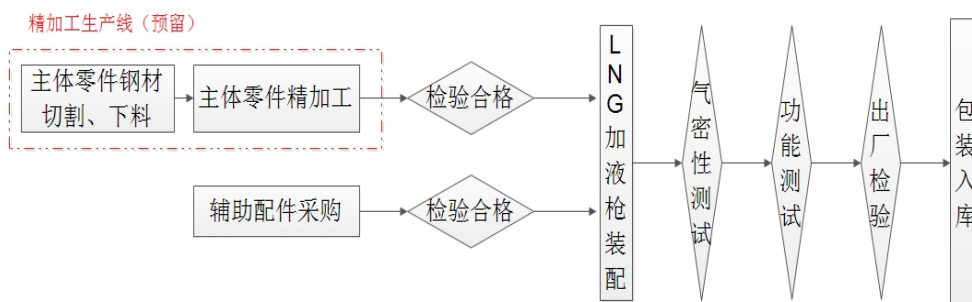 精加工生产线（预留）
主体零件钢材
切割、下料
主体零件精加工
检验合格
辅助配件采购
检验合格
LNG加液枪装配
气密性测试
功能测试
出厂检验
包装入库